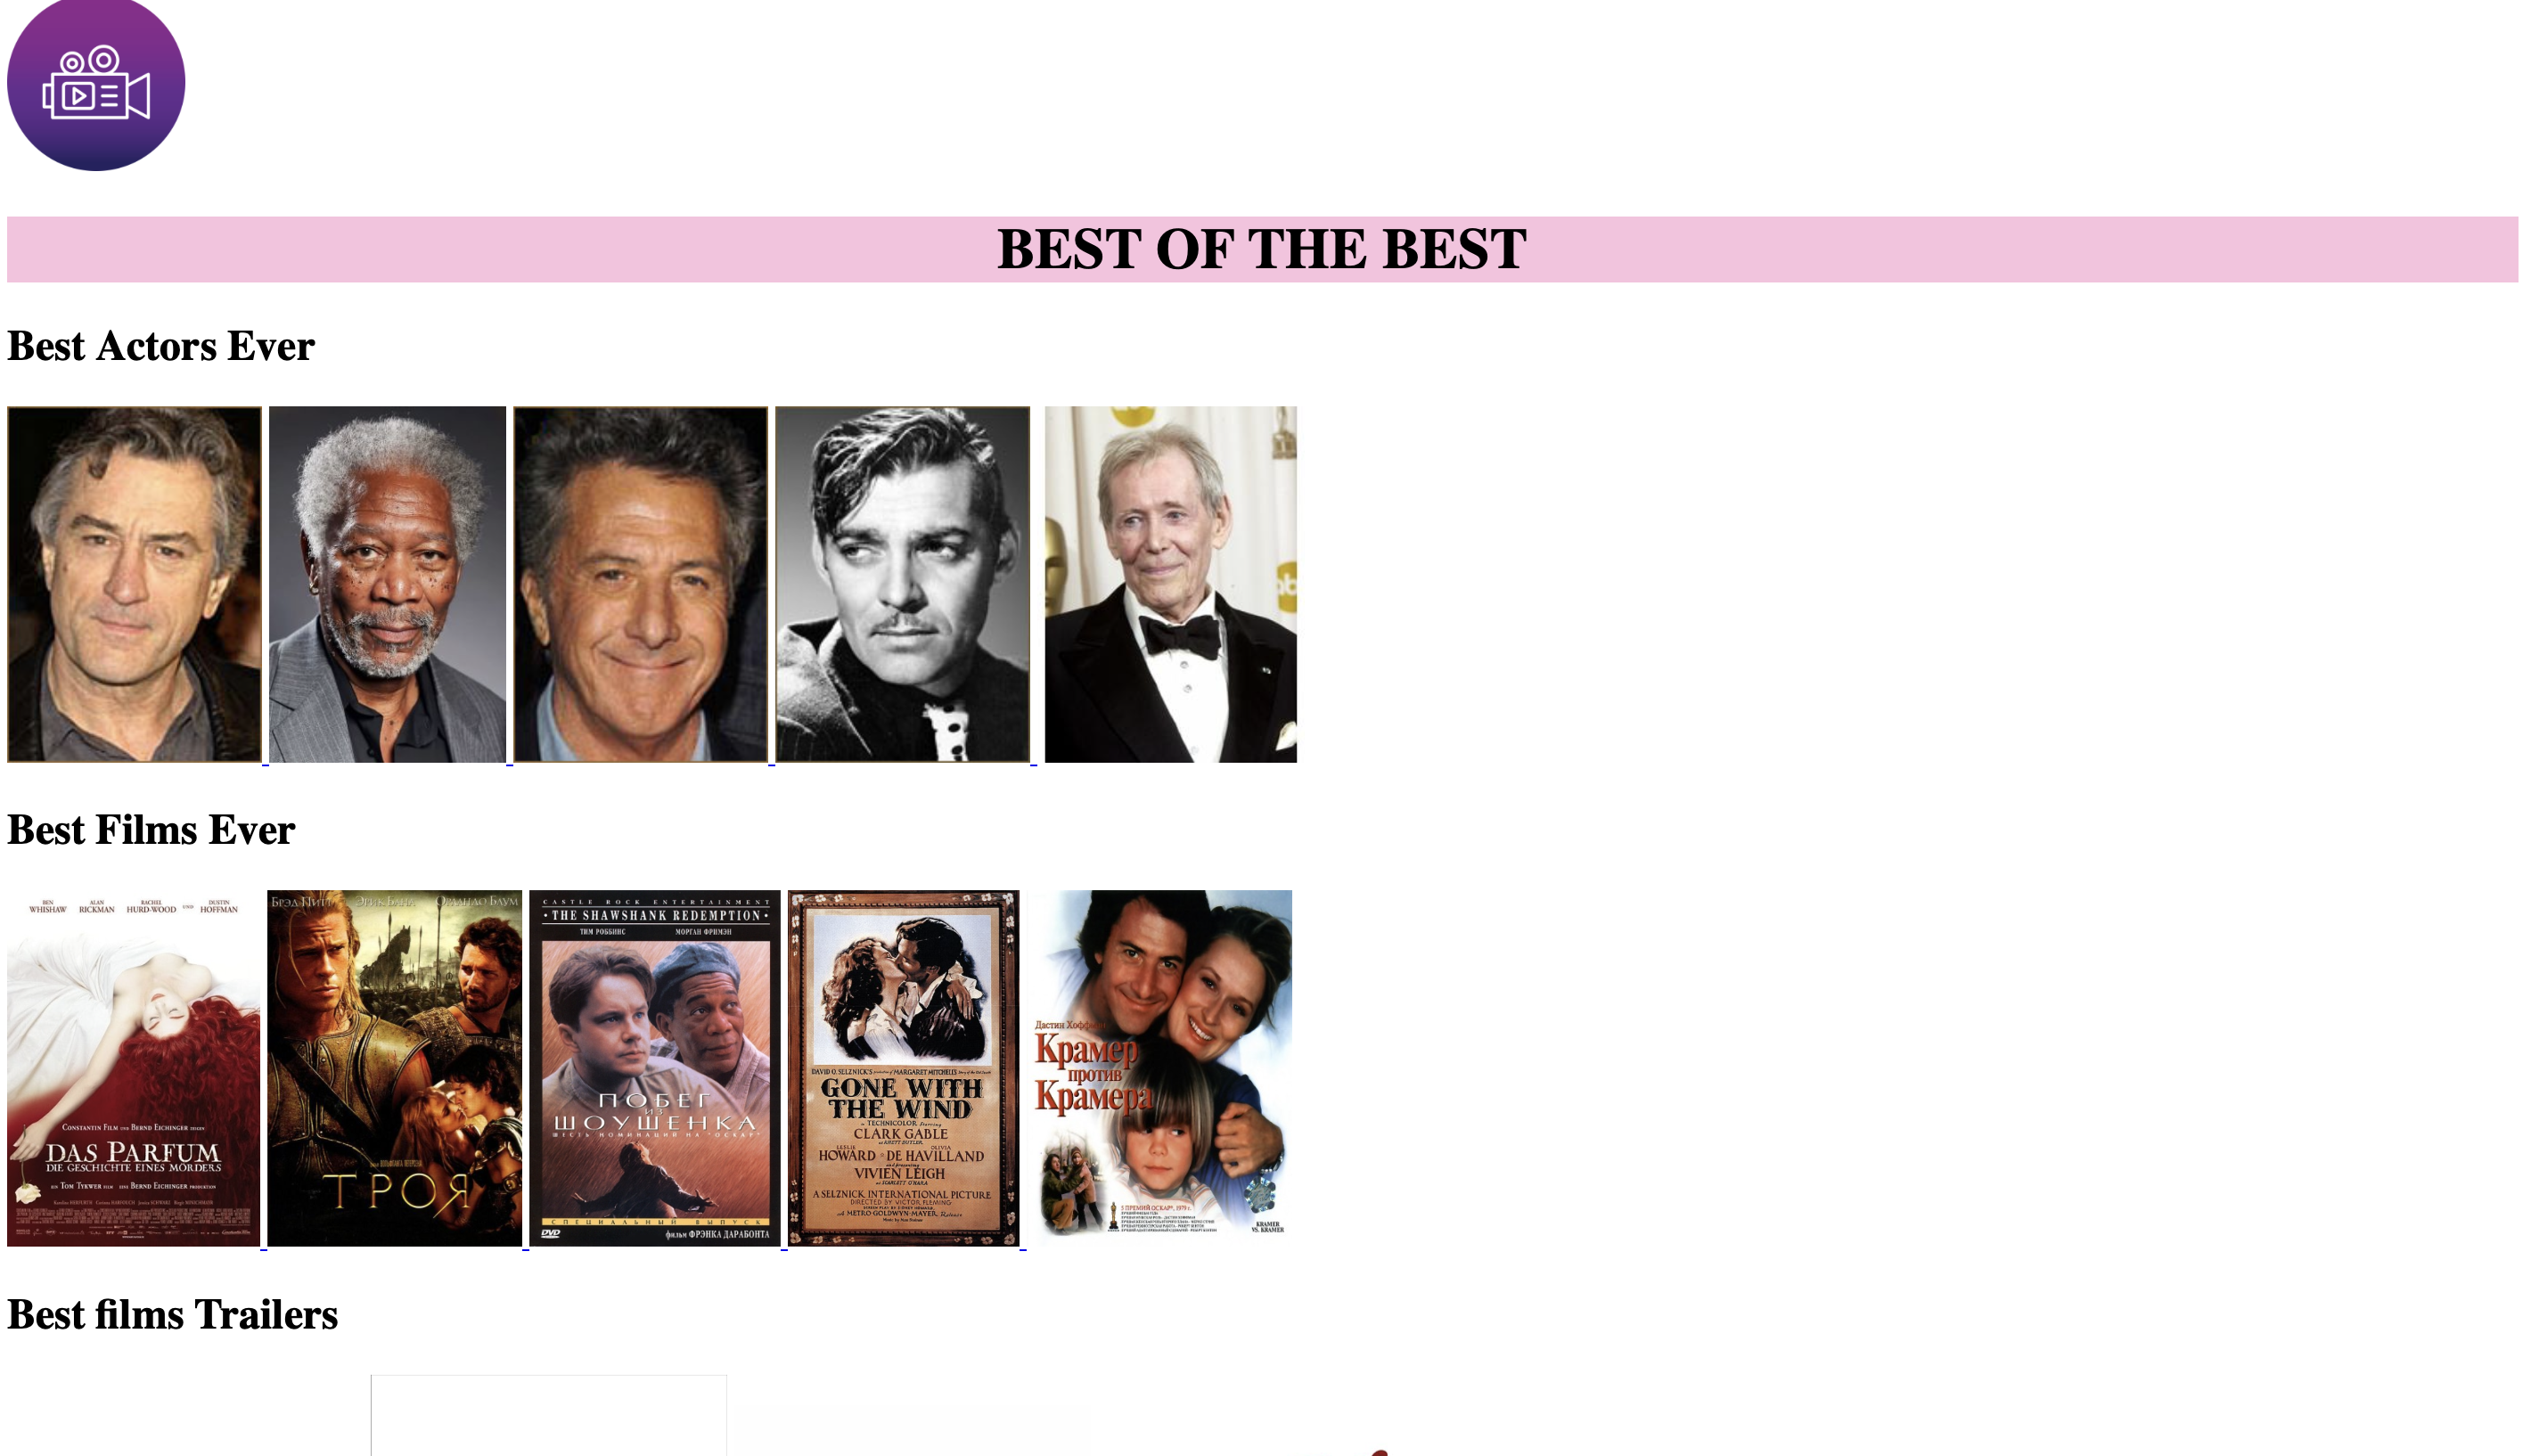 BEST OF THE BEST
Best Actors Ever
Best Films Ever
BEN WHISHAW ALAN RICKMAN RACHEL HURD-WOOD UND DUSTIN HOFFMAN
CONSTANTIN FILM UND BERND EICHINGER ZEIGEN
DAS PARFUM
DIE GESCHICHTE EINES MÖRDERS
EIN TOM TYKWER FILM EINE BERND EICHINGER PRODUKTION
БРЭД ПИТТ ЭРИК БАНА ОРЛАНДО БЛУМ
ТРОЯ
CASTLE ROCK ENTERTAINMENT
• THE SHAWSHANK REDEMPTION •
ТИМ РОББИНС МОРГАН ФРИМЭН
ПОБЕГ
ИЗ
ШОУШЕНКА
ШЕСТЬ НОМИНАЦИЙ НА "ОСКАР"
СПЕЦИАЛЬНЫЙ ВЫПУСК
DVD
фильм ФРЭНКА ДАРАБОНТА
DAVID O. SELZNICK'S production of MARGARET MITCHELL'S Story of the Old South
GONE WITH
THE WIND
in TECHNICOLOR starring
CLARK GABLE
as RHETT BUTLER
LESLIE HOWARD • OLIVIA DE HAVILLAND
and presenting
VIVIEN LEIGH
as SCARLETT O'HARA
A SELZNICK INTERNATIONAL PICTURE
DIRECTED BY VICTOR FLEMING
SCREEN PLAY BY SIDNEY HOWARD
A METRO-GOLDWYN-MAYER Release
Music by Max Steiner
Дастин Хофф
Крамер
против
Крамера
5 ПРЕМИЙ ОСКАР, 1979 г.
KRAMER
VS. KRAMER
Best films Trailers